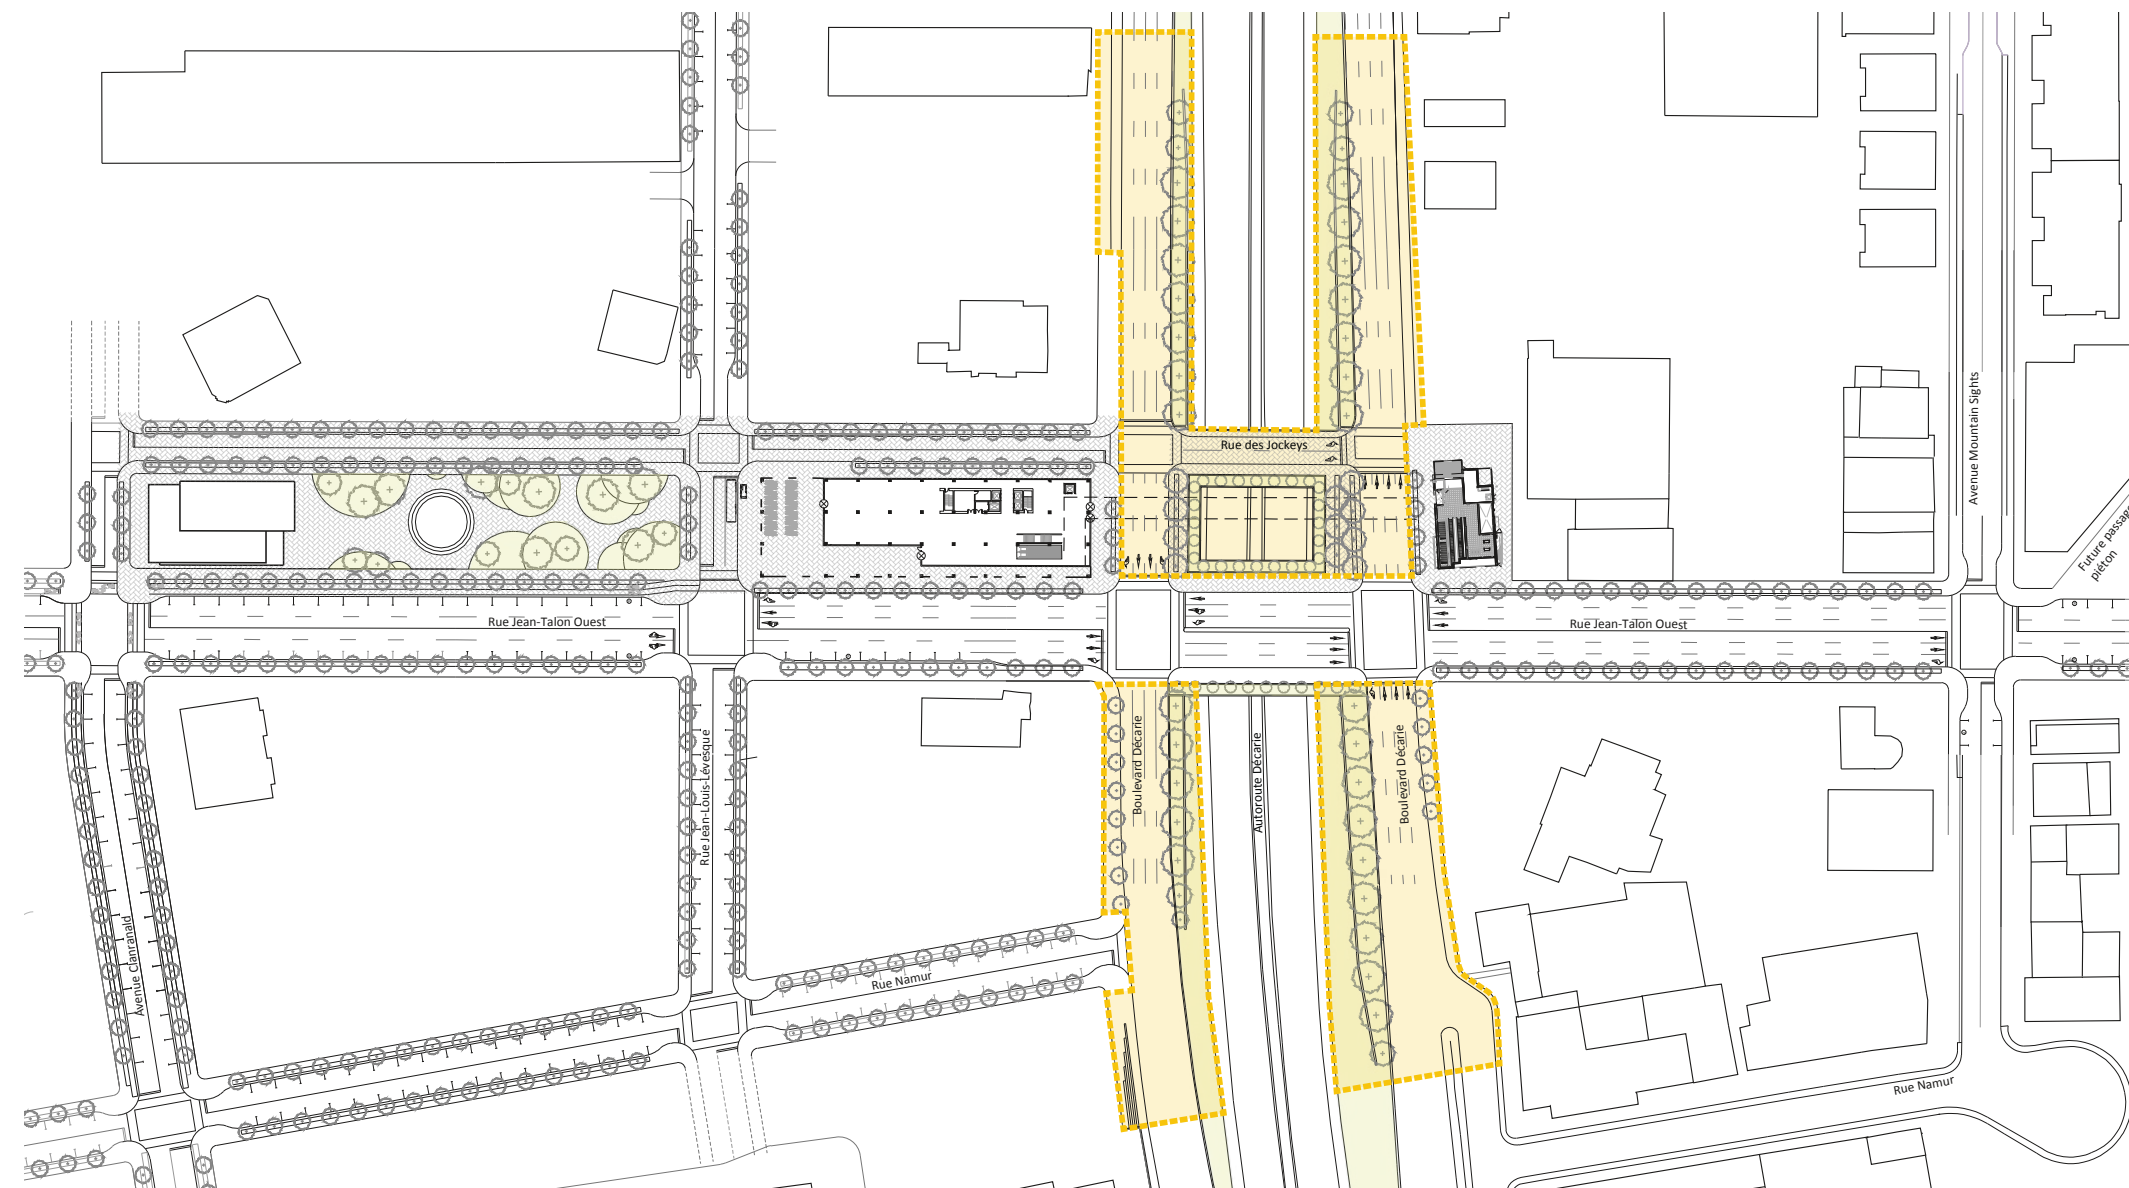 Rue des Jockeys
Avenue Mountain Sights
Future passage
piéton
Rue Jean-Talon Ouest
Rue Jean-Talon Ouest
Boulevard Décarie
Autoroute Décarie
Boulevard Décarie
Rue Jean-Louis-Lévesque
Avenue Clanranald
Rue Namur
Rue Namur